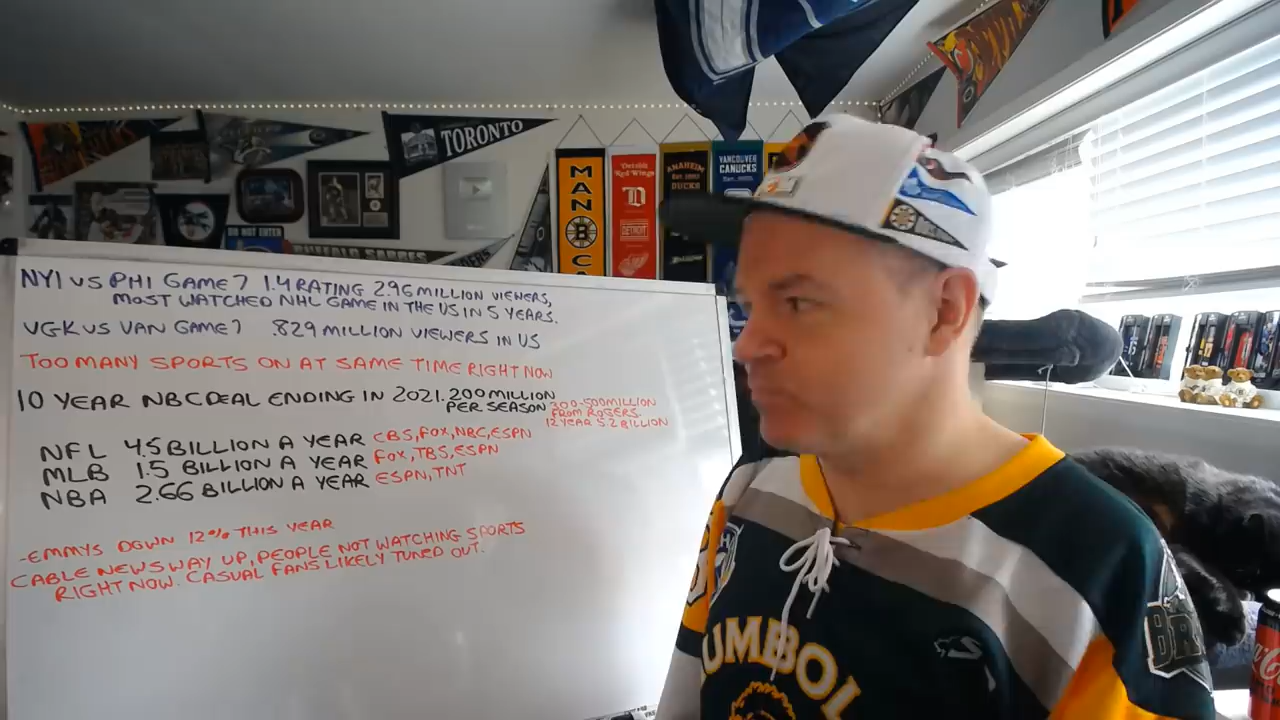 TORONTO
MAN
CA
Detroit
Red Wings
DETROIT
ANAHEIM
DUCKS
VANCOUVER
CANUCKS
DO NOT ENTER
BUFFALO SABRES
NYI VS PHI GAME 7 1.4 RATING 2.96 MILLION VIEWERS,
MOST WATCHED NHL GAME IN THE US IN 5 YEARS.
VGK VS VAN GAME 7 .829 MILLION VIEWERS IN US
TOO MANY SPORTS ON AT SAME TIME RIGHT NOW
10 YEAR NBC DEAL ENDING IN 2021. 200 MILLION
PER SEASON
300-500 MILLION
FROM ROGERS.
12 YEAR 5.2 BILLION
NFL 4.5 BILLION A YEAR CBS, FOX, NBC, ESPN
MLB 1.5 BILLION A YEAR FOX, TBS, ESPN
NBA 2.66 BILLION A YEAR ESPN, TNT
-EMMYS DOWN 12% THIS YEAR
CABLE NEWS WAY UP, PEOPLE NOT WATCHING SPORTS
RIGHT NOW. CASUAL FANS LIKELY TUNED OUT.
UMBOL
BR